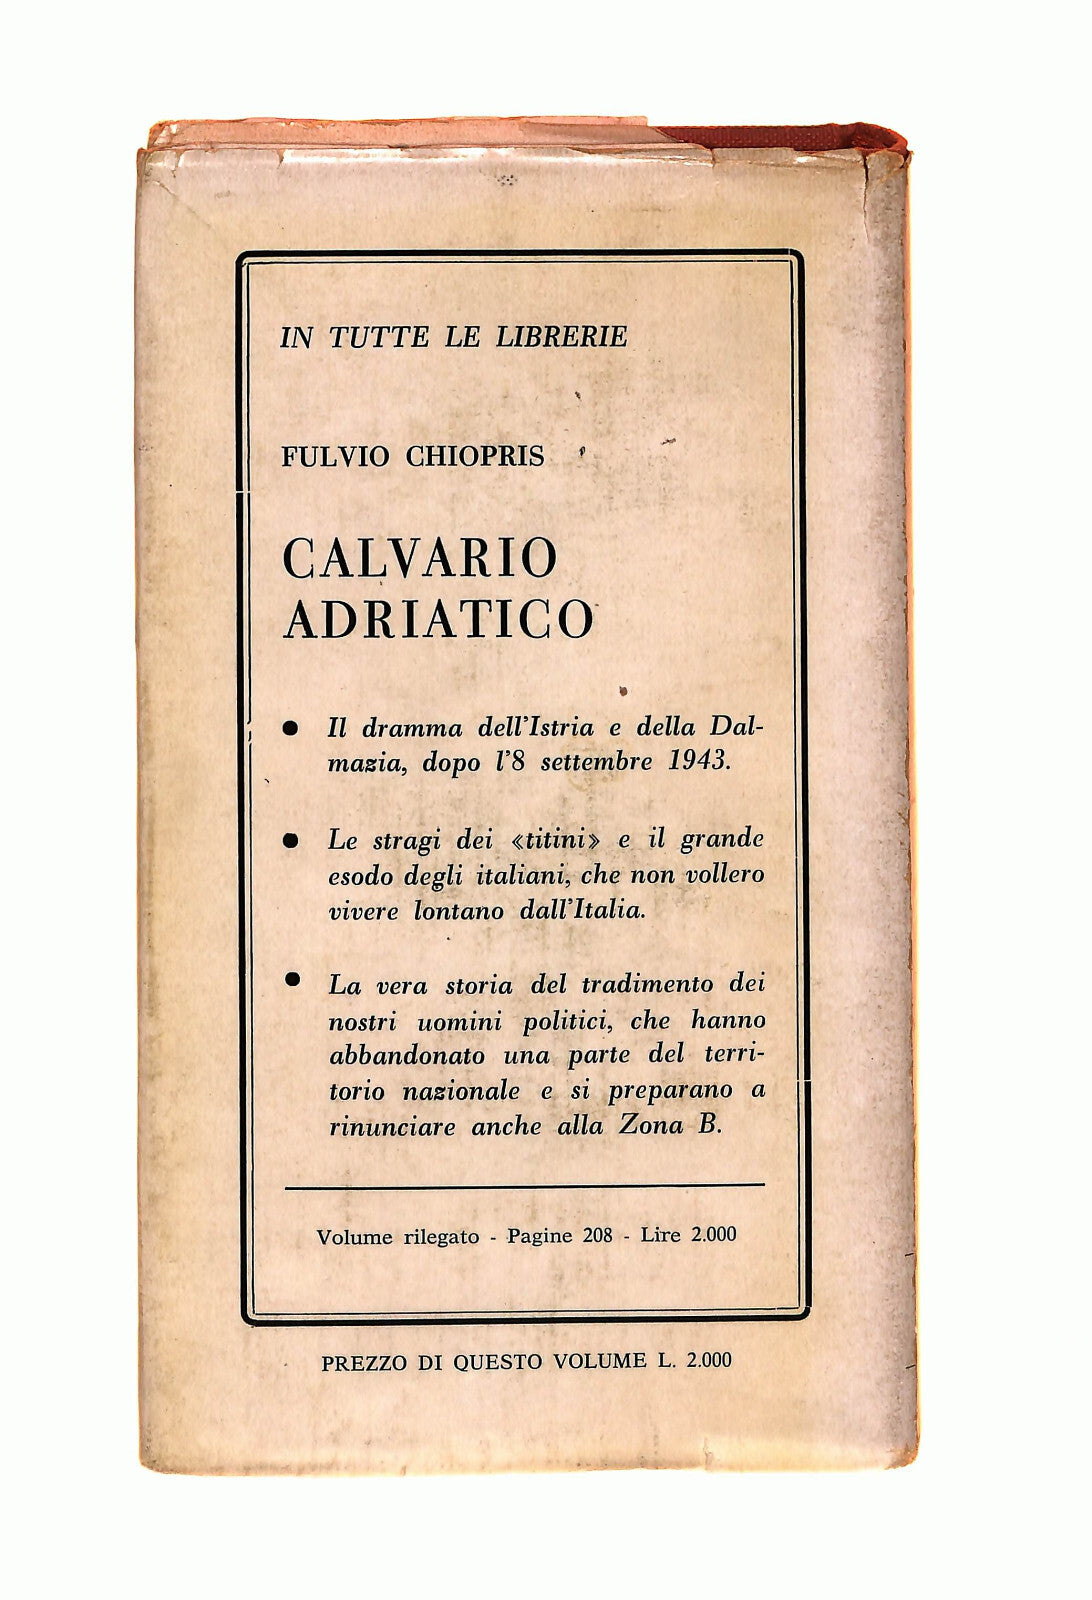 IN TUTTE LE LIBRERIE
FULVIO CHIOPRIS
CALVARIO
ADRIATICO
● Il dramma dell'Istria e della Dal-
mazia, dopo l'8 settembre 1943.
● Le stragi dei «titini» e il grande
esodo degli italiani, che non vollero
vivere lontano dall'Italia.
● La vera storia del tradimento dei
nostri uomini politici, che hanno
abbandonato una parte del terri-
torio nazionale e si preparano a
rinunciare anche alla Zona B.
Volume rilegato - Pagine 208 - Lire 2.000
PREZZO DI QUESTO VOLUME L. 2.000